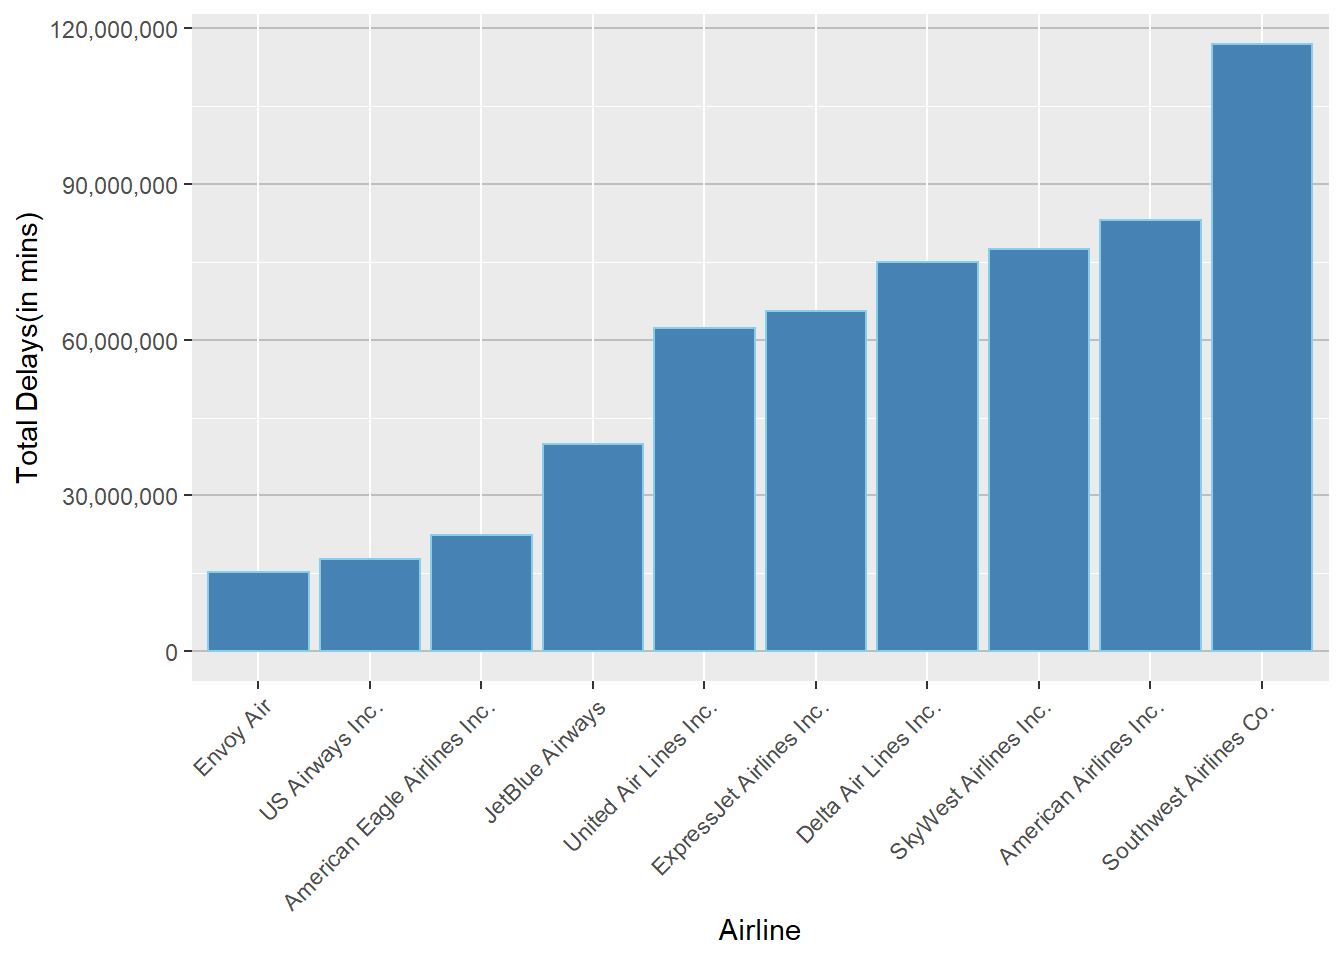 120,000,000
90,000,000
60,000,000
30,000,000
0
Total Delays(in mins)
Envoy Air
US Airways Inc.
American Eagle Airlines Inc.
JetBlue Airways
United Air Lines Inc.
ExpressJet Airlines Inc.
Delta Air Lines Inc.
SkyWest Airlines Inc.
American Airlines Inc.
Southwest Airlines Co.
Airline